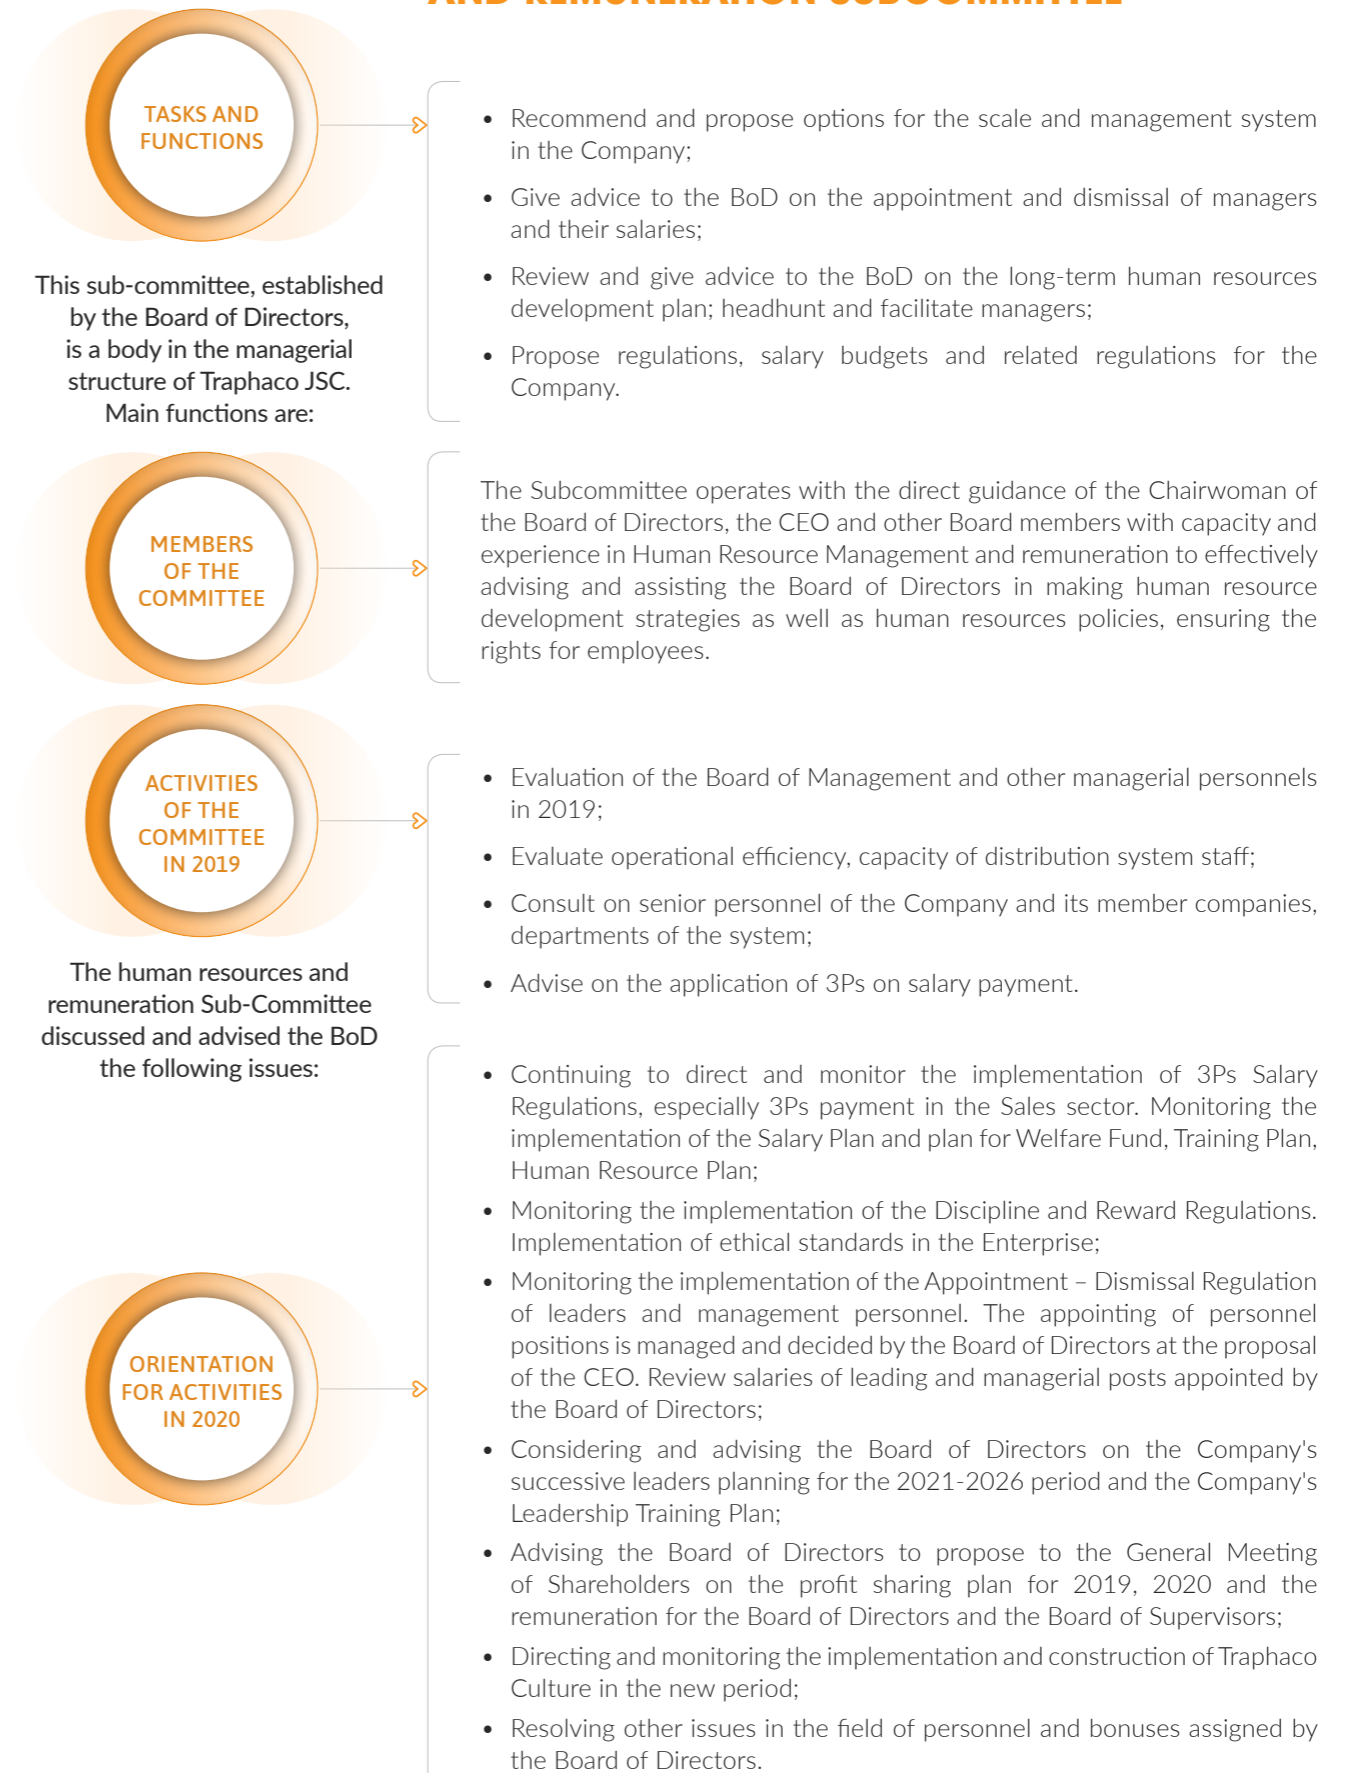 AND REMUNERATION SUBCOMMITTEE
TASKS AND
FUNCTIONS
This sub-committee, established
by the Board of Directors,
is a body in the managerial
structure of Traphaco JSC.
Main functions are:
• Recommend and propose options for the scale and management system
in the Company;
• Give advice to the BoD on the appointment and dismissal of managers
and their salaries;
• Review and give advice to the BoD on the long-term human resources
development plan; headhunt and facilitate managers;
• Propose regulations, salary budgets and related regulations for the
Company.
MEMBERS
OF THE
COMMITTEE
The Subcommittee operates with the direct guidance of the Chairwoman of
the Board of Directors, the CEO and other Board members with capacity and
experience in Human Resource Management and remuneration to effectively
advising and assisting the Board of Directors in making human resource
development strategies as well as human resources policies, ensuring the
rights for employees.
ACTIVITIES
OF THE
COMMITTEE
IN 2019
The human resources and
remuneration Sub-Committee
discussed and advised the BoD
the following issues:
• Evaluation of the Board of Management and other managerial personnels
in 2019;
• Evaluate operational efficiency, capacity of distribution system staff;
• Consult on senior personnel of the Company and its member companies,
departments of the system;
• Advise on the application of 3Ps on salary payment.
ORIENTATION
FOR ACTIVITIES
IN 2020
• Continuing to direct and monitor the implementation of 3Ps Salary
Regulations, especially 3Ps payment in the Sales sector. Monitoring the
implementation of the Salary Plan and plan for Welfare Fund, Training Plan,
Human Resource Plan;
• Monitoring the implementation of the Discipline and Reward Regulations.
Implementation of ethical standards in the Enterprise;
• Monitoring the implementation of the Appointment – Dismissal Regulation
of leaders and management personnel. The appointing of personnel
positions is managed and decided by the Board of Directors at the proposal
of the CEO. Review salaries of leading and managerial posts appointed by
the Board of Directors;
• Considering and advising the Board of Directors on the Company's
successive leaders planning for the 2021-2026 period and the Company's
Leadership Training Plan;
• Advising the Board of Directors to propose to the General Meeting
of Shareholders on the profit sharing plan for 2019, 2020 and the
remuneration for the Board of Directors and the Board of Supervisors;
• Directing and monitoring the implementation and construction of Traphaco
Culture in the new period;
• Resolving other issues in the field of personnel and bonuses assigned by
the Board of Directors.